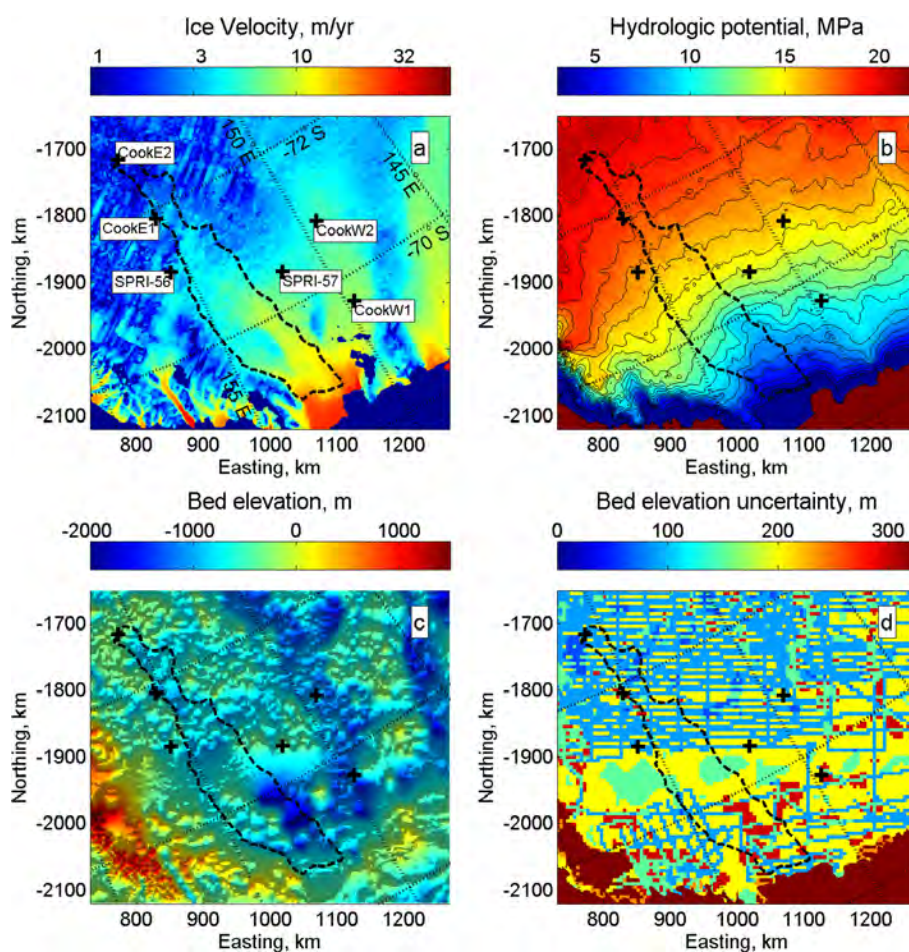 Ice Velocity, m/yr
1 3 10 32
Hydrologic potential, MPa
5 10 15 20
a
b
150 E
-72 S
145 E
-70 S
155 E
CookE2
CookE1
CookW2
SPRI-56
SPRI-57
CookW1
-1700
-1800
-1900
-2000
-2100
Northing, km
800 900 1000 1100 1200
Easting, km
-1700
-1800
-1900
-2000
-2100
Northing, km
800 900 1000 1100 1200
Easting, km
Bed elevation, m
-2000 -1000 0 1000
Bed elevation uncertainty, m
0 100 200 300
c
d
-1700
-1800
-1900
-2000
-2100
Northing, km
800 900 1000 1100 1200
Easting, km
-1700
-1800
-1900
-2000
-2100
Northing, km
800 900 1000 1100 1200
Easting, km